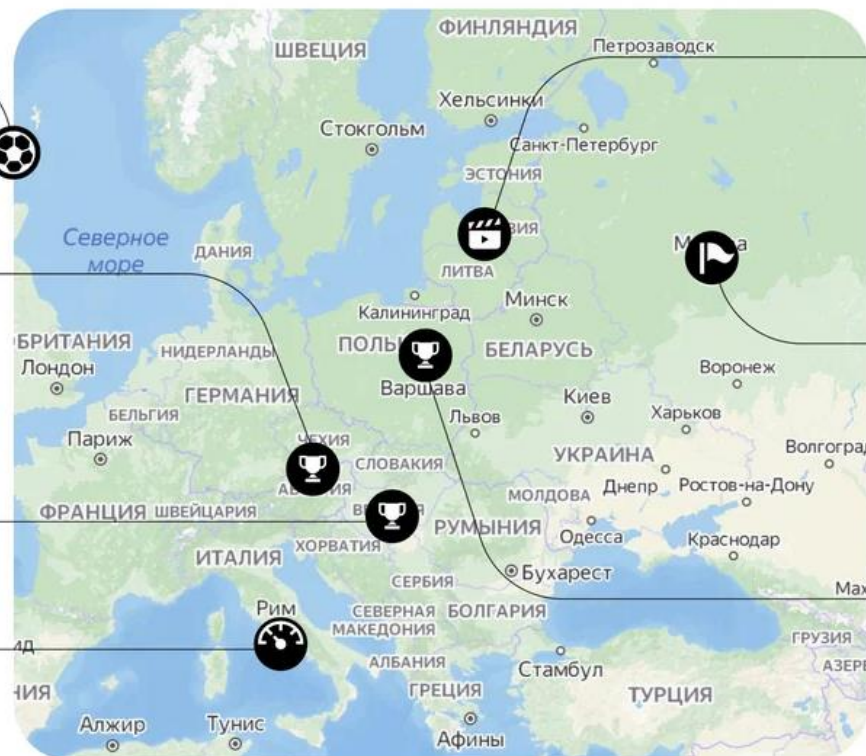 ФИНЛЯНДИЯ
ШВЕЦИЯ
Петрозаводск
Хельсинки
Стокгольм
Санкт-Петербург
ЭСТОНИЯ
Северное
море
ДАНИЯ
ЛИТВА
Калининград
Минск
НИДЕРЛАНДЫ
БЕЛАРУСЬ
Лондон
Воронеж
ГЕРМАНИЯ
Варшава
Киев
БЕЛЬГИЯ
Львов
Харьков
Париж
Волгоград
УКРАИНА
СЛОВАКИЯ
Днепр
Ростов-на-Дону
МОЛДОВА
ФРАНЦИЯ
ШВЕЙЦАРИЯ
РУМЫНИЯ
Одесса
Краснодар
ХОРВАТИЯ
ИТАЛИЯ
Бухарест
СЕРБИЯ
Рим
СЕВЕРНАЯ
МАКЕДОНИЯ
БОЛГАРИЯ
ГРУЗИЯ
АЛБАНИЯ
Стамбул
ГРЕЦИЯ
ТУРЦИЯ
Алжир
Тунис
Афины